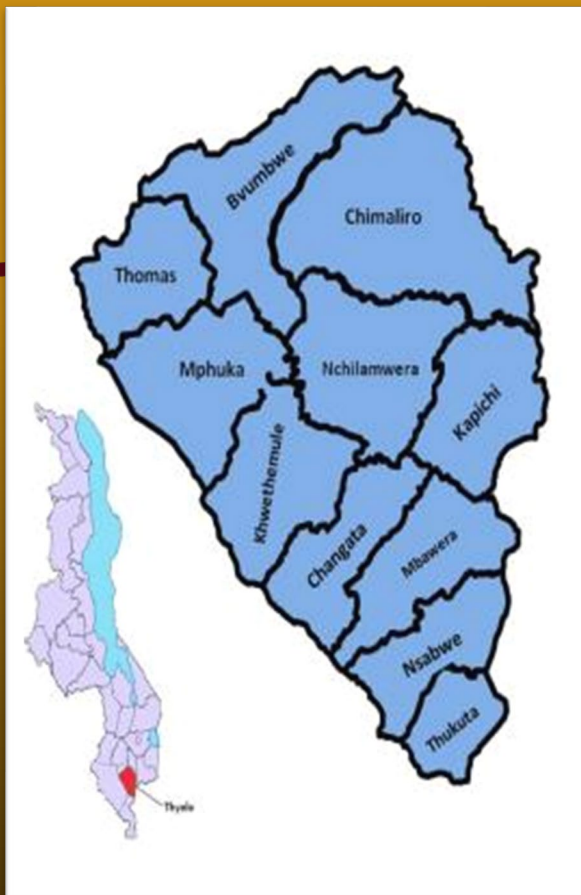 Bvumbwe
Chimaliro
Thomas
Mphuka
Nchilamwera
Kapichi
Khwethemule
Changata
Mbawera
Nsabwe
Thukuta
Thyolo